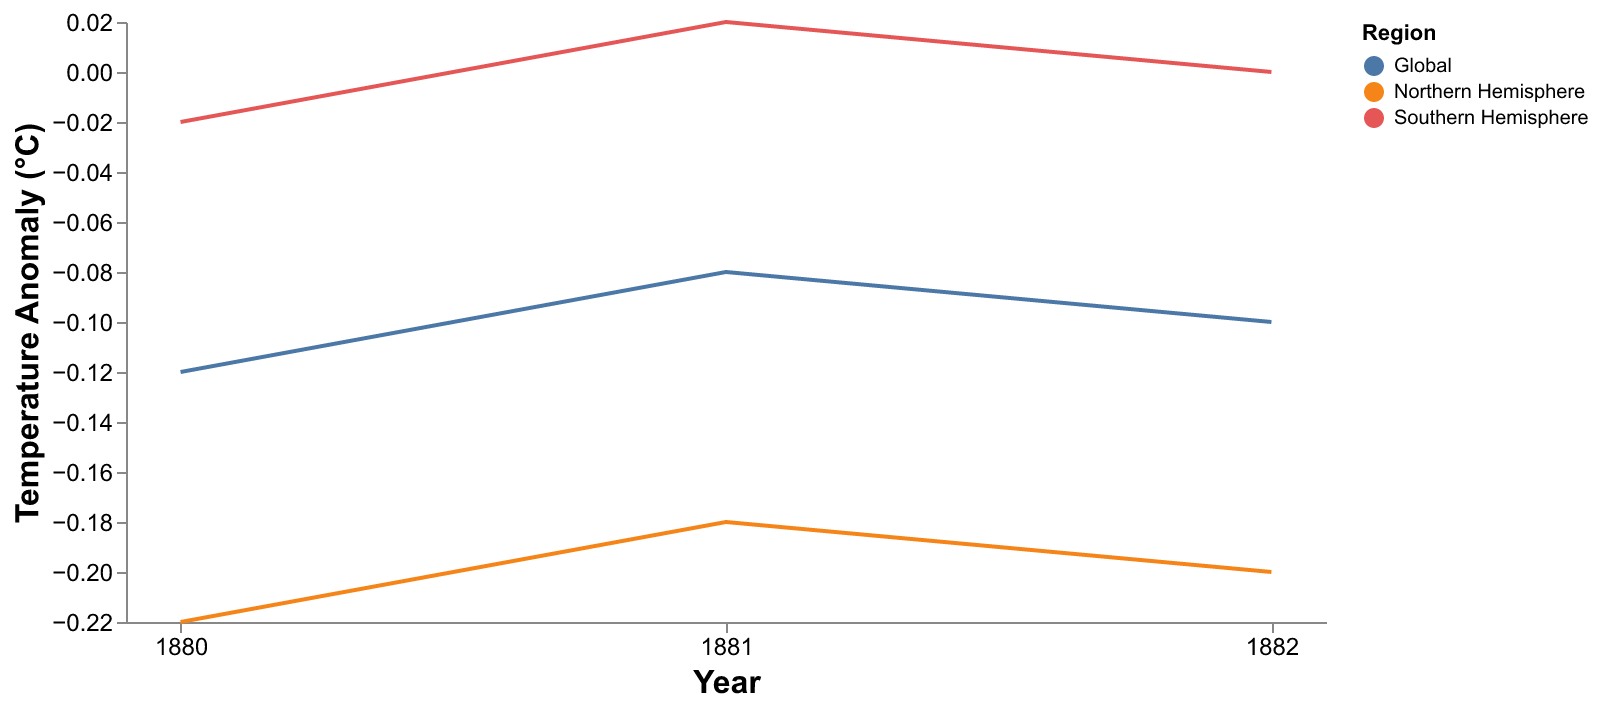 0.02
0.00
−0.02
−0.04
−0.06
−0.08
−0.10
−0.12
−0.14
−0.16
−0.18
−0.20
−0.22
Temperature Anomaly (°C)
1880 1881 1882
Year
Region
Global
Northern Hemisphere
Southern Hemisphere